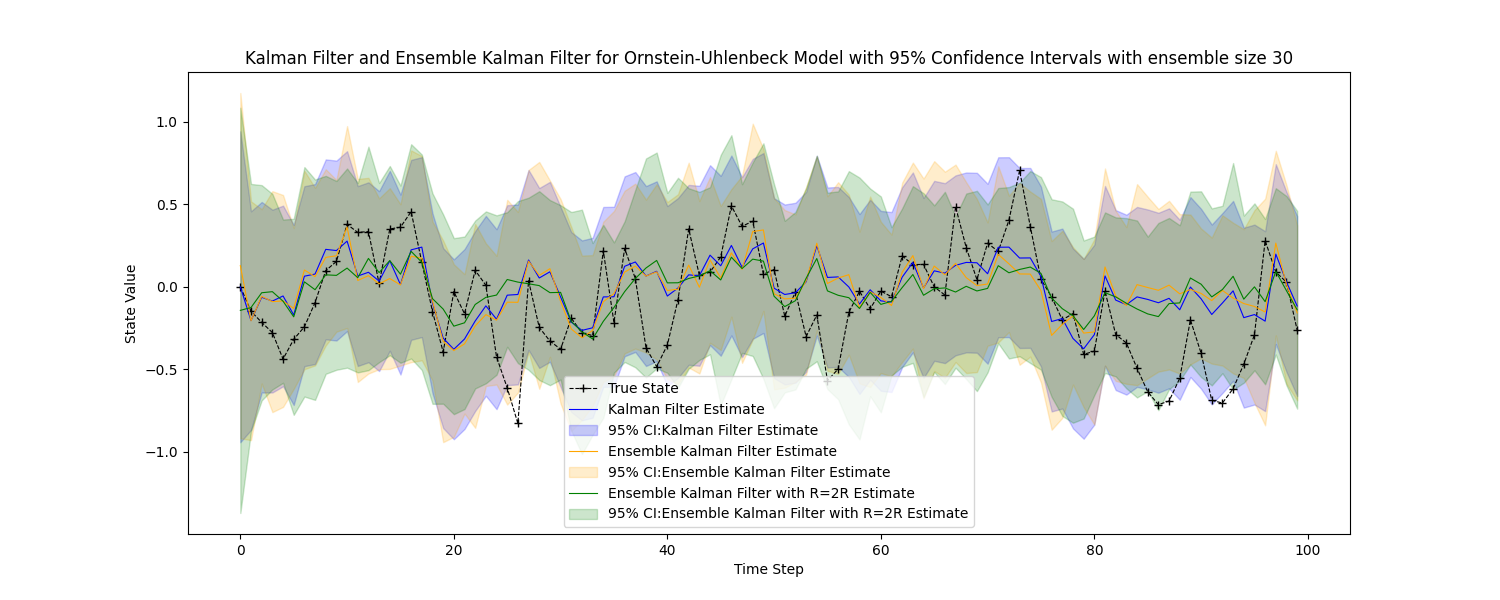 Kalman Filter and Ensemble Kalman Filter for Ornstein-Uhlenbeck Model with 95% Confidence Intervals with ensemble size 30
State Value
1.0
0.5
0.0
−0.5
−1.0
True State
Kalman Filter Estimate
95% CI:Kalman Filter Estimate
Ensemble Kalman Filter Estimate
95% CI:Ensemble Kalman Filter Estimate
Ensemble Kalman Filter with R=2R Estimate
95% CI:Ensemble Kalman Filter with R=2R Estimate
0 20 40 60 80 100
Time Step